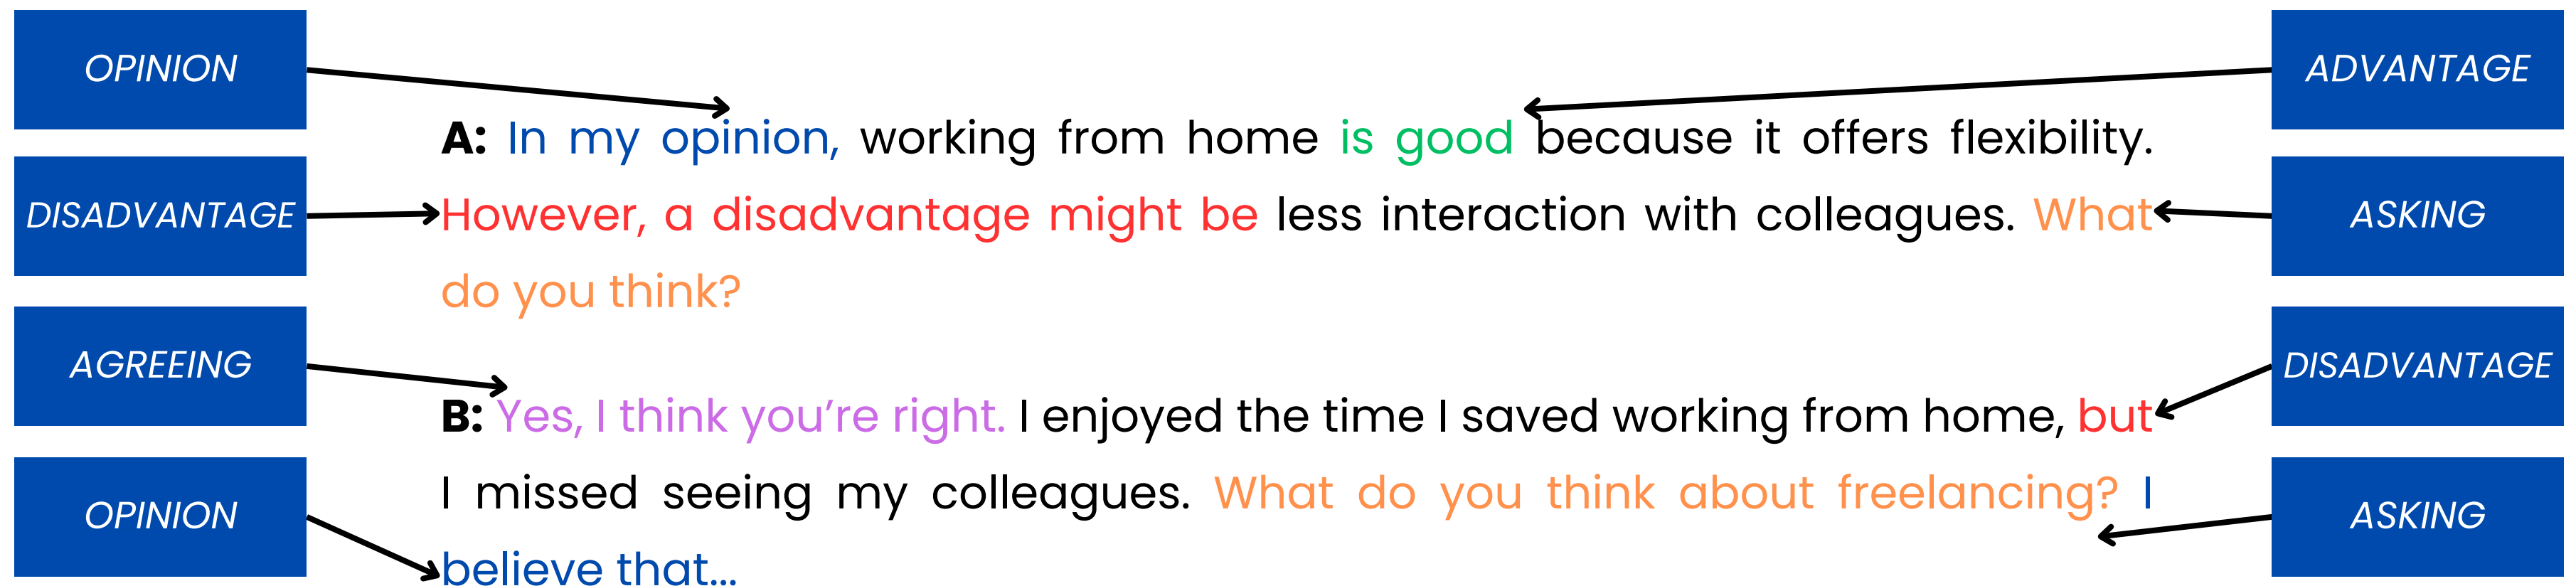 OPINION
ADVANTAGE
A: In my opinion, working from home is good because it offers flexibility.
DISADVANTAGE
However, a disadvantage might be less interaction with colleagues. What
ASKING
do you think?
AGREEING
DISADVANTAGE
B: Yes, I think you’re right. I enjoyed the time I saved working from home, but
I missed seeing my colleagues. What do you think about freelancing? I
OPINION
ASKING
believe that...